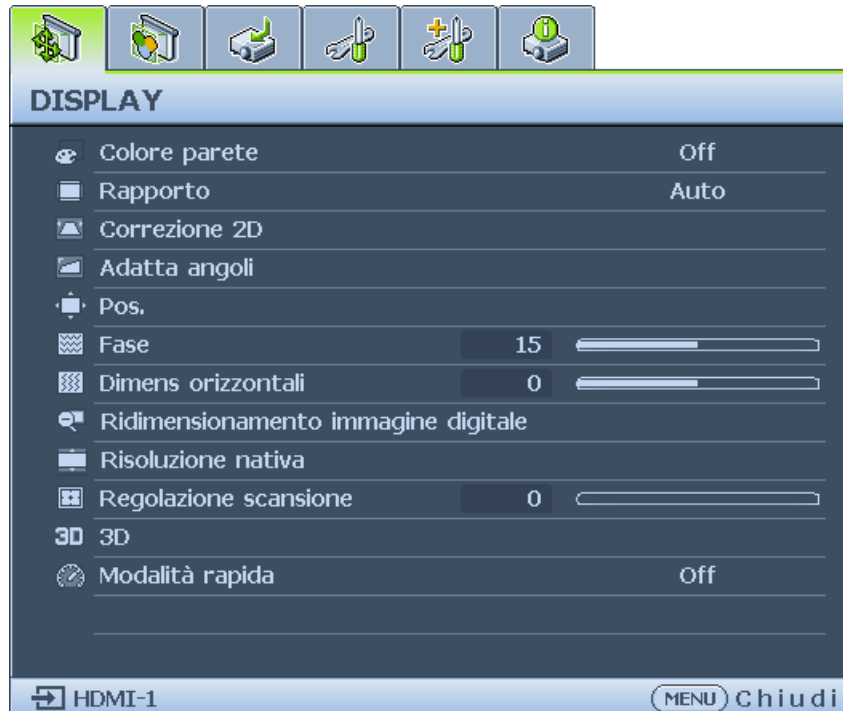 DISPLAY
Colore parete Off
Rapporto Auto
Correzione 2D
Adatta angoli
Pos.
Fase 15
Dimens orizzontali 0
Ridimensionamento immagine digitale
Risoluzione nativa
Regolazione scansione 0
3D 3D
Modalità rapida Off
HDMI-1 MENU Chiudi